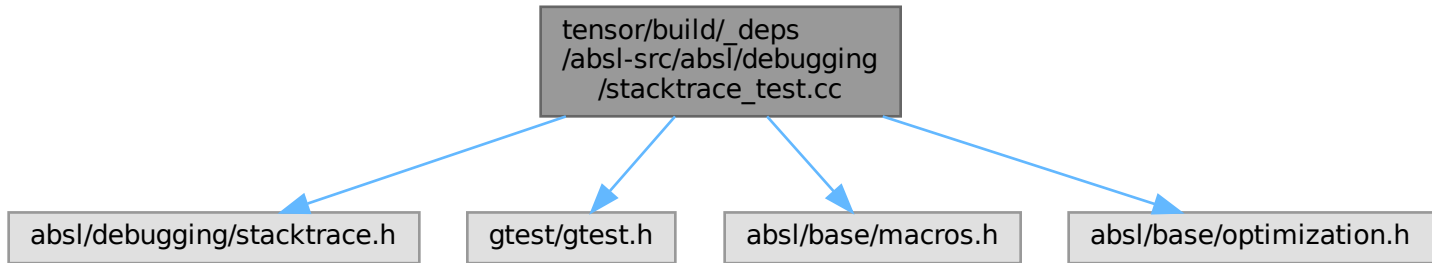 tensor/build/_deps
/absl-src/absl/debugging
/stacktrace_test.cc
absl/debugging/stacktrace.h
gtest/gtest.h
absl/base/macros.h
absl/base/optimization.h